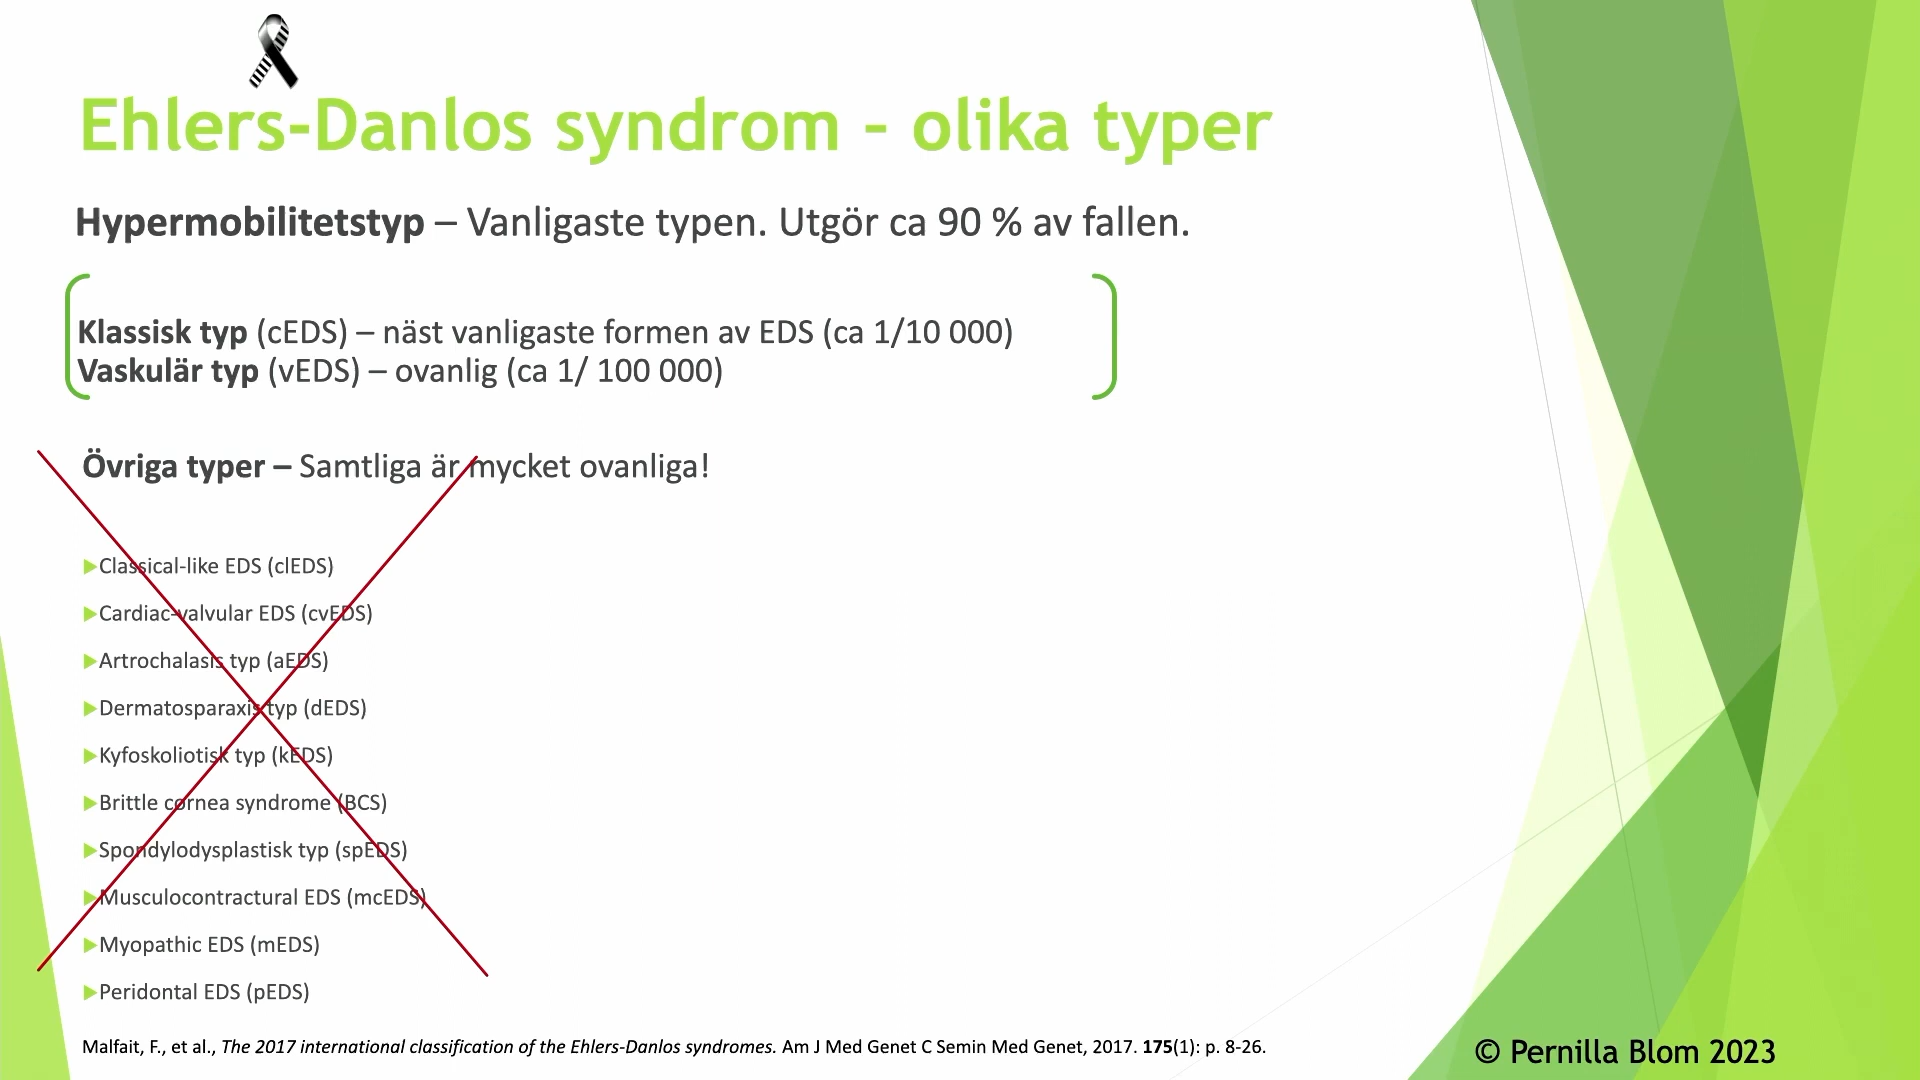 Ehlers-Danlos syndrom – olika typer
Hypermobilitetstyp – Vanligaste typen. Utgör ca 90 % av fallen.
Klassisk typ (cEDS) – näst vanligaste formen av EDS (ca 1/10 000)
Vaskulär typ (vEDS) – ovanlig (ca 1/ 100 000)
Övriga typer – Samtliga är mycket ovanliga!
Classical-like EDS (clEDS)
Cardiac-valvular EDS (cvEDS)
Artrochalasis typ (aEDS)
Dermatosparaxis typ (dEDS)
Kyfoskoliotisk typ (kEDS)
Brittle cornea syndrome (BCS)
Spondylodysplastisk typ (spEDS)
Musculocontractural EDS (mcEDS)
Myopathic EDS (mEDS)
Peridontal EDS (pEDS)
Malfait, F., et al., The 2017 international classification of the Ehlers-Danlos syndromes. Am J Med Genet C Semin Med Genet, 2017. 175(1): p. 8-26.
© Pernilla Blom 2023